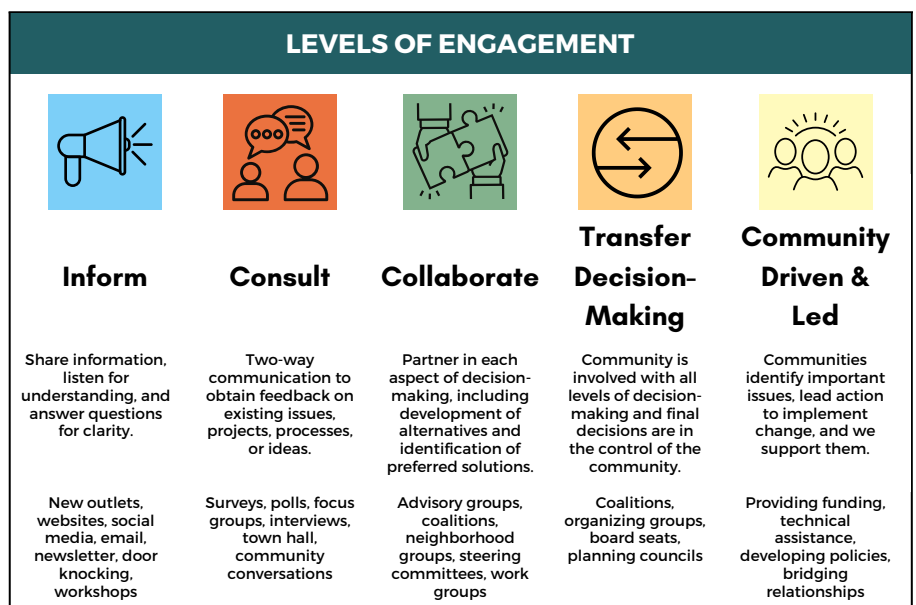 LEVELS OF ENGAGEMENT
Inform
Share information,
listen for
understanding, and
answer questions
for clarity.
New outlets,
websites, social
media, email,
newsletter, door
knocking,
workshops
Consult
Two-way
communication to
obtain feedback on
existing issues,
projects, processes,
or ideas.
Surveys, polls, focus
groups, interviews,
town hall,
community
conversations
Collaborate
Partner in each
aspect of decision-
making, including
development of
alternatives and
identification of
preferred solutions.
Advisory groups,
coalitions,
neighborhood
groups, steering
committees, work
groups
Transfer
Decision-
Making
Community is
involved with all
levels of decision-
making and final
decisions are in
the control of the
community.
Coalitions,
organizing groups,
board seats,
planning councils
Community
Driven &
Led
Communities
identify important
issues, lead action
to implement
change, and we
support them.
Providing funding,
technical
assistance,
developing policies,
bridging
relationships